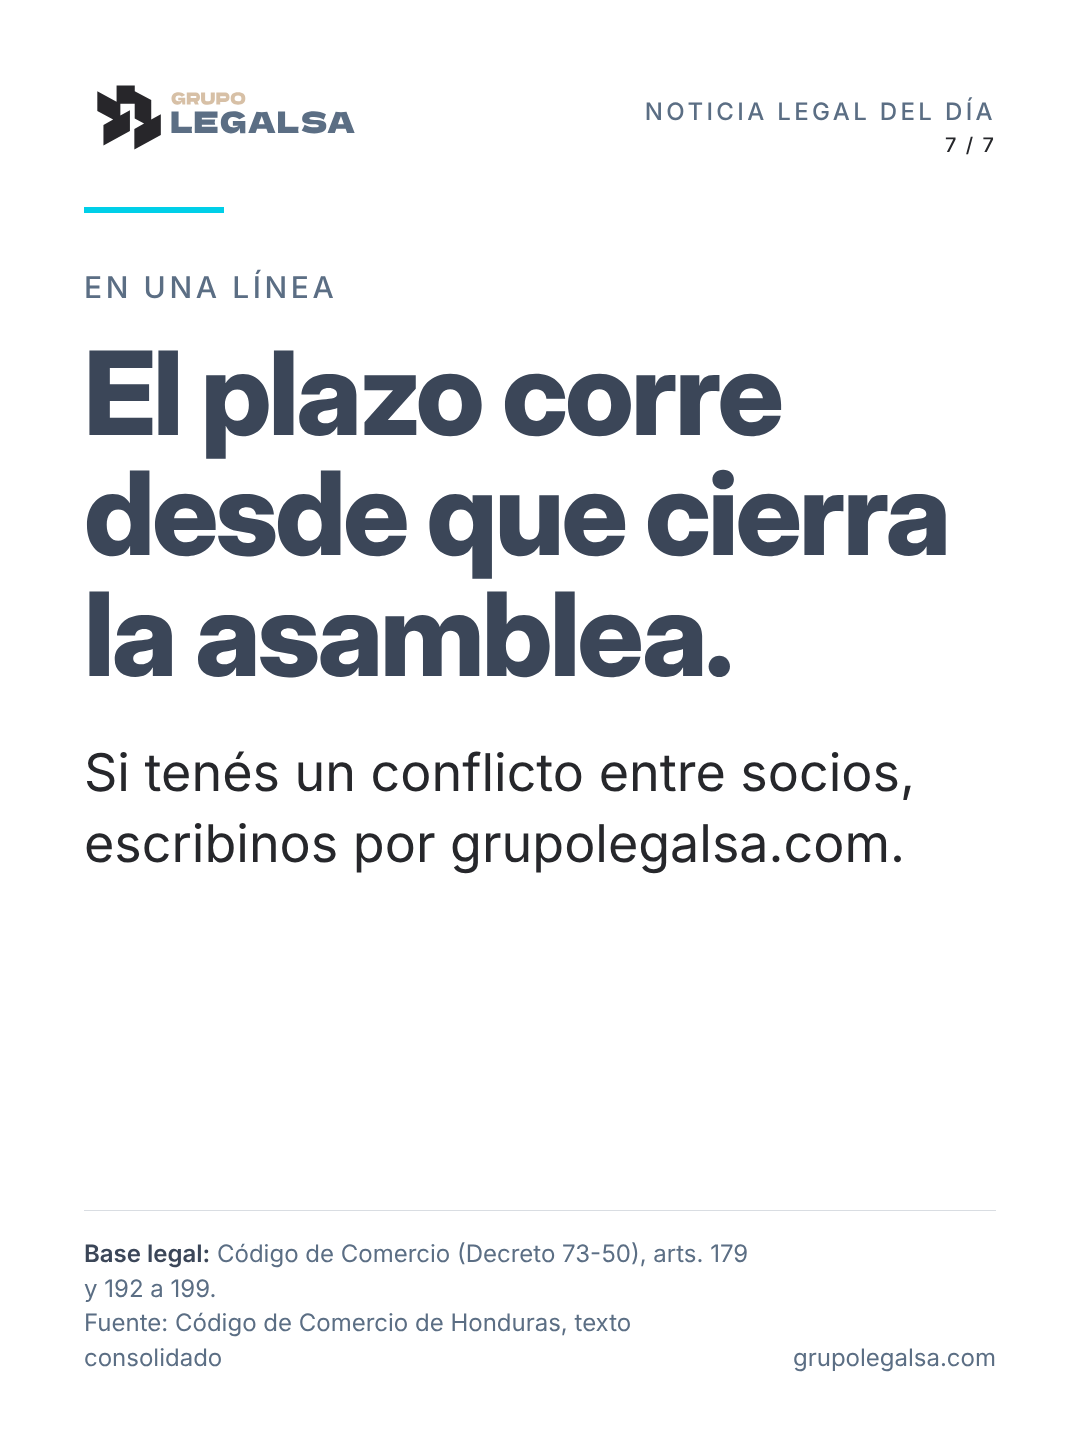 GRUPO
LEGALSA
NOTICIA LEGAL DEL DÍA
7 / 7
EN UNA LÍNEA
El plazo corre
desde que cierra
la asamblea.
Si tenés un conflicto entre socios,
escribinos por grupolegalsa.com.
Base legal: Código de Comercio (Decreto 73-50), arts. 179
y 192 a 199.
Fuente: Código de Comercio de Honduras, texto
consolidado
grupolegalsa.com